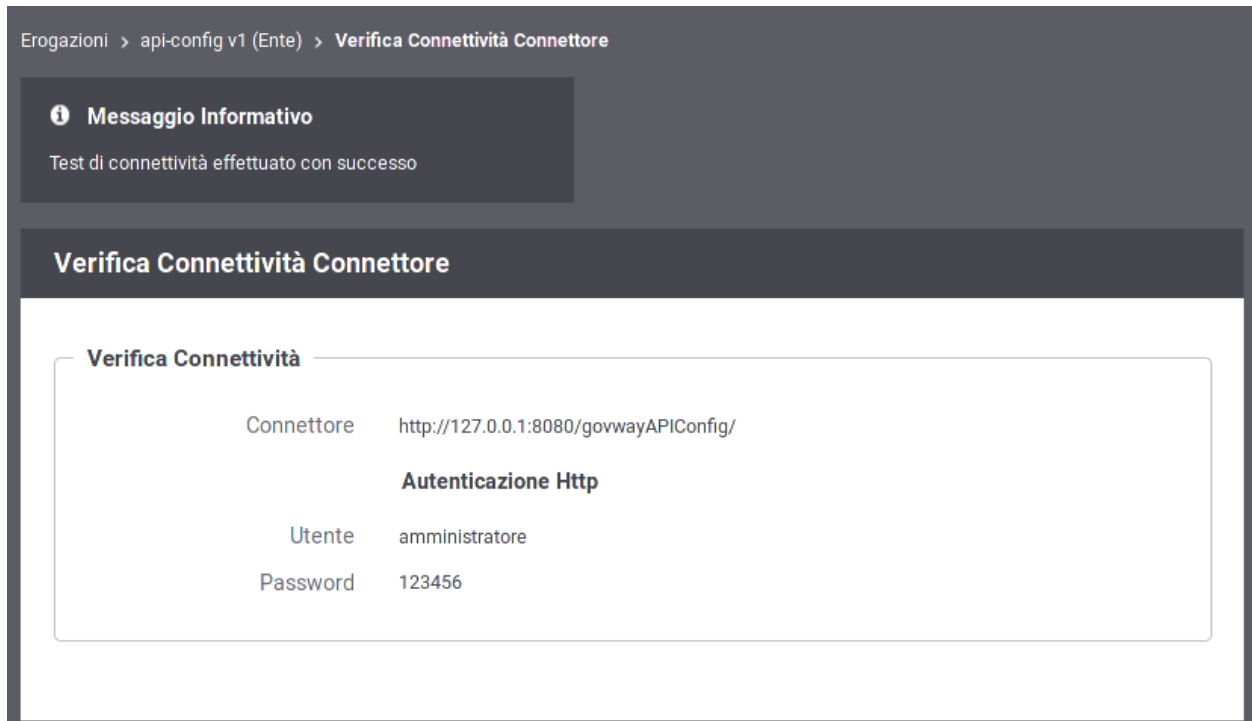 Erogazioni > api-config v1 (Ente) > Verifica Connettività Connettore
Messaggio Informativo
Test di connettività effettuato con successo
Verifica Connettività Connettore
Verifica Connettività
Connettore http://127.0.0.1:8080/govwayAPIConfig/
Autenticazione Http
Utente amministratore
Password 123456